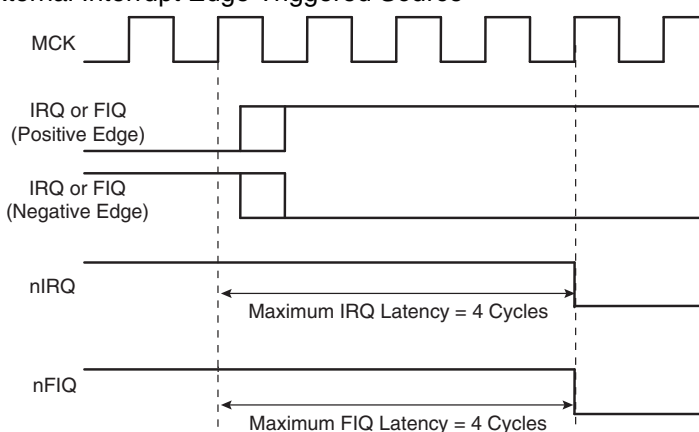 MCK
IRQ or FIQ
(Positive Edge)
IRQ or FIQ
(Negative Edge)
nIRQ
Maximum IRQ Latency = 4 Cycles
nFIQ
Maximum FIQ Latency = 4 Cycles